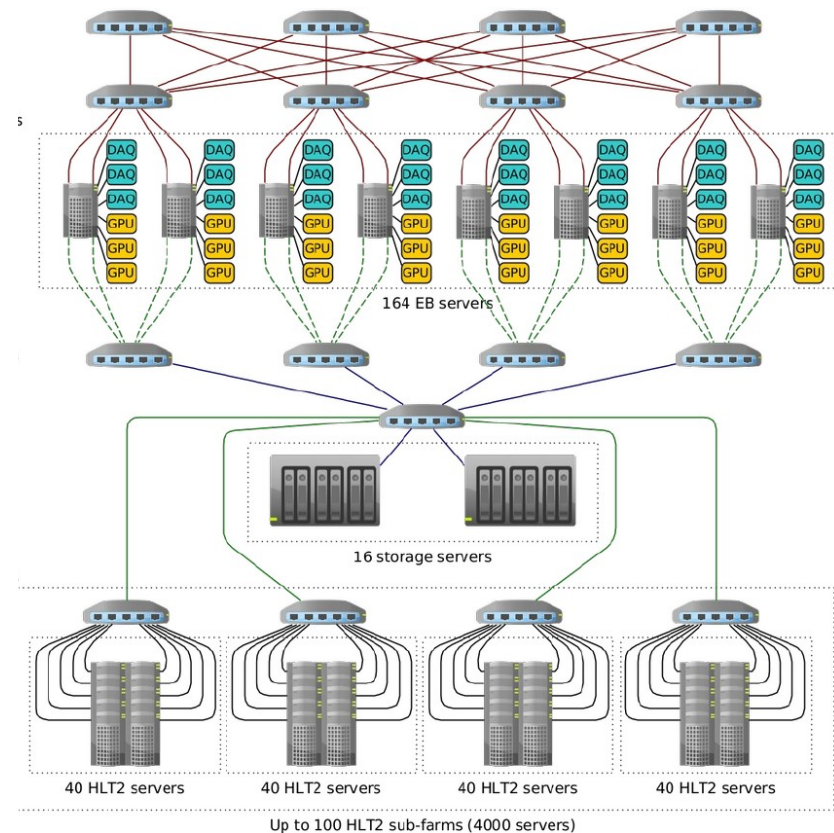 s
DAQ DAQ DAQ DAQ DAQ DAQ DAQ DAQ
DAQ DAQ DAQ DAQ DAQ DAQ DAQ DAQ
DAQ DAQ DAQ DAQ DAQ DAQ DAQ DAQ
GPU GPU GPU GPU GPU GPU GPU GPU
GPU GPU GPU GPU GPU GPU GPU GPU
GPU GPU GPU GPU GPU GPU GPU GPU
164 EB servers
16 storage servers
40 HLT2 servers 40 HLT2 servers 40 HLT2 servers 40 HLT2 servers
Up to 100 HLT2 sub-farms (4000 servers)